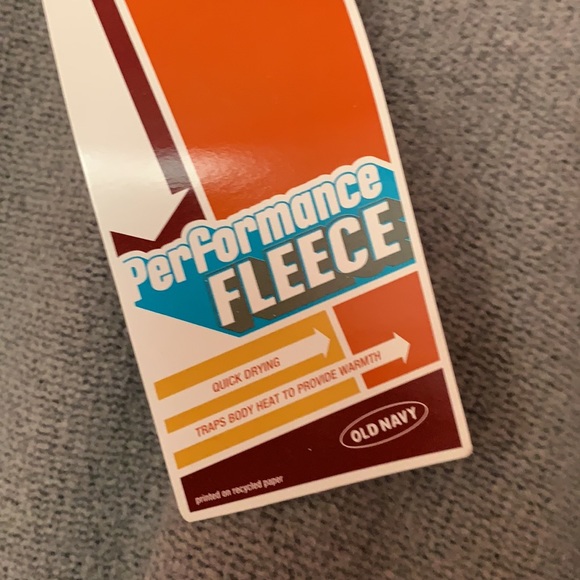 Performance
FLEECE
QUICK DRYING
TRAPS BODY HEAT TO PROVIDE WARMTH
OLD NAVY
printed on recycled paper